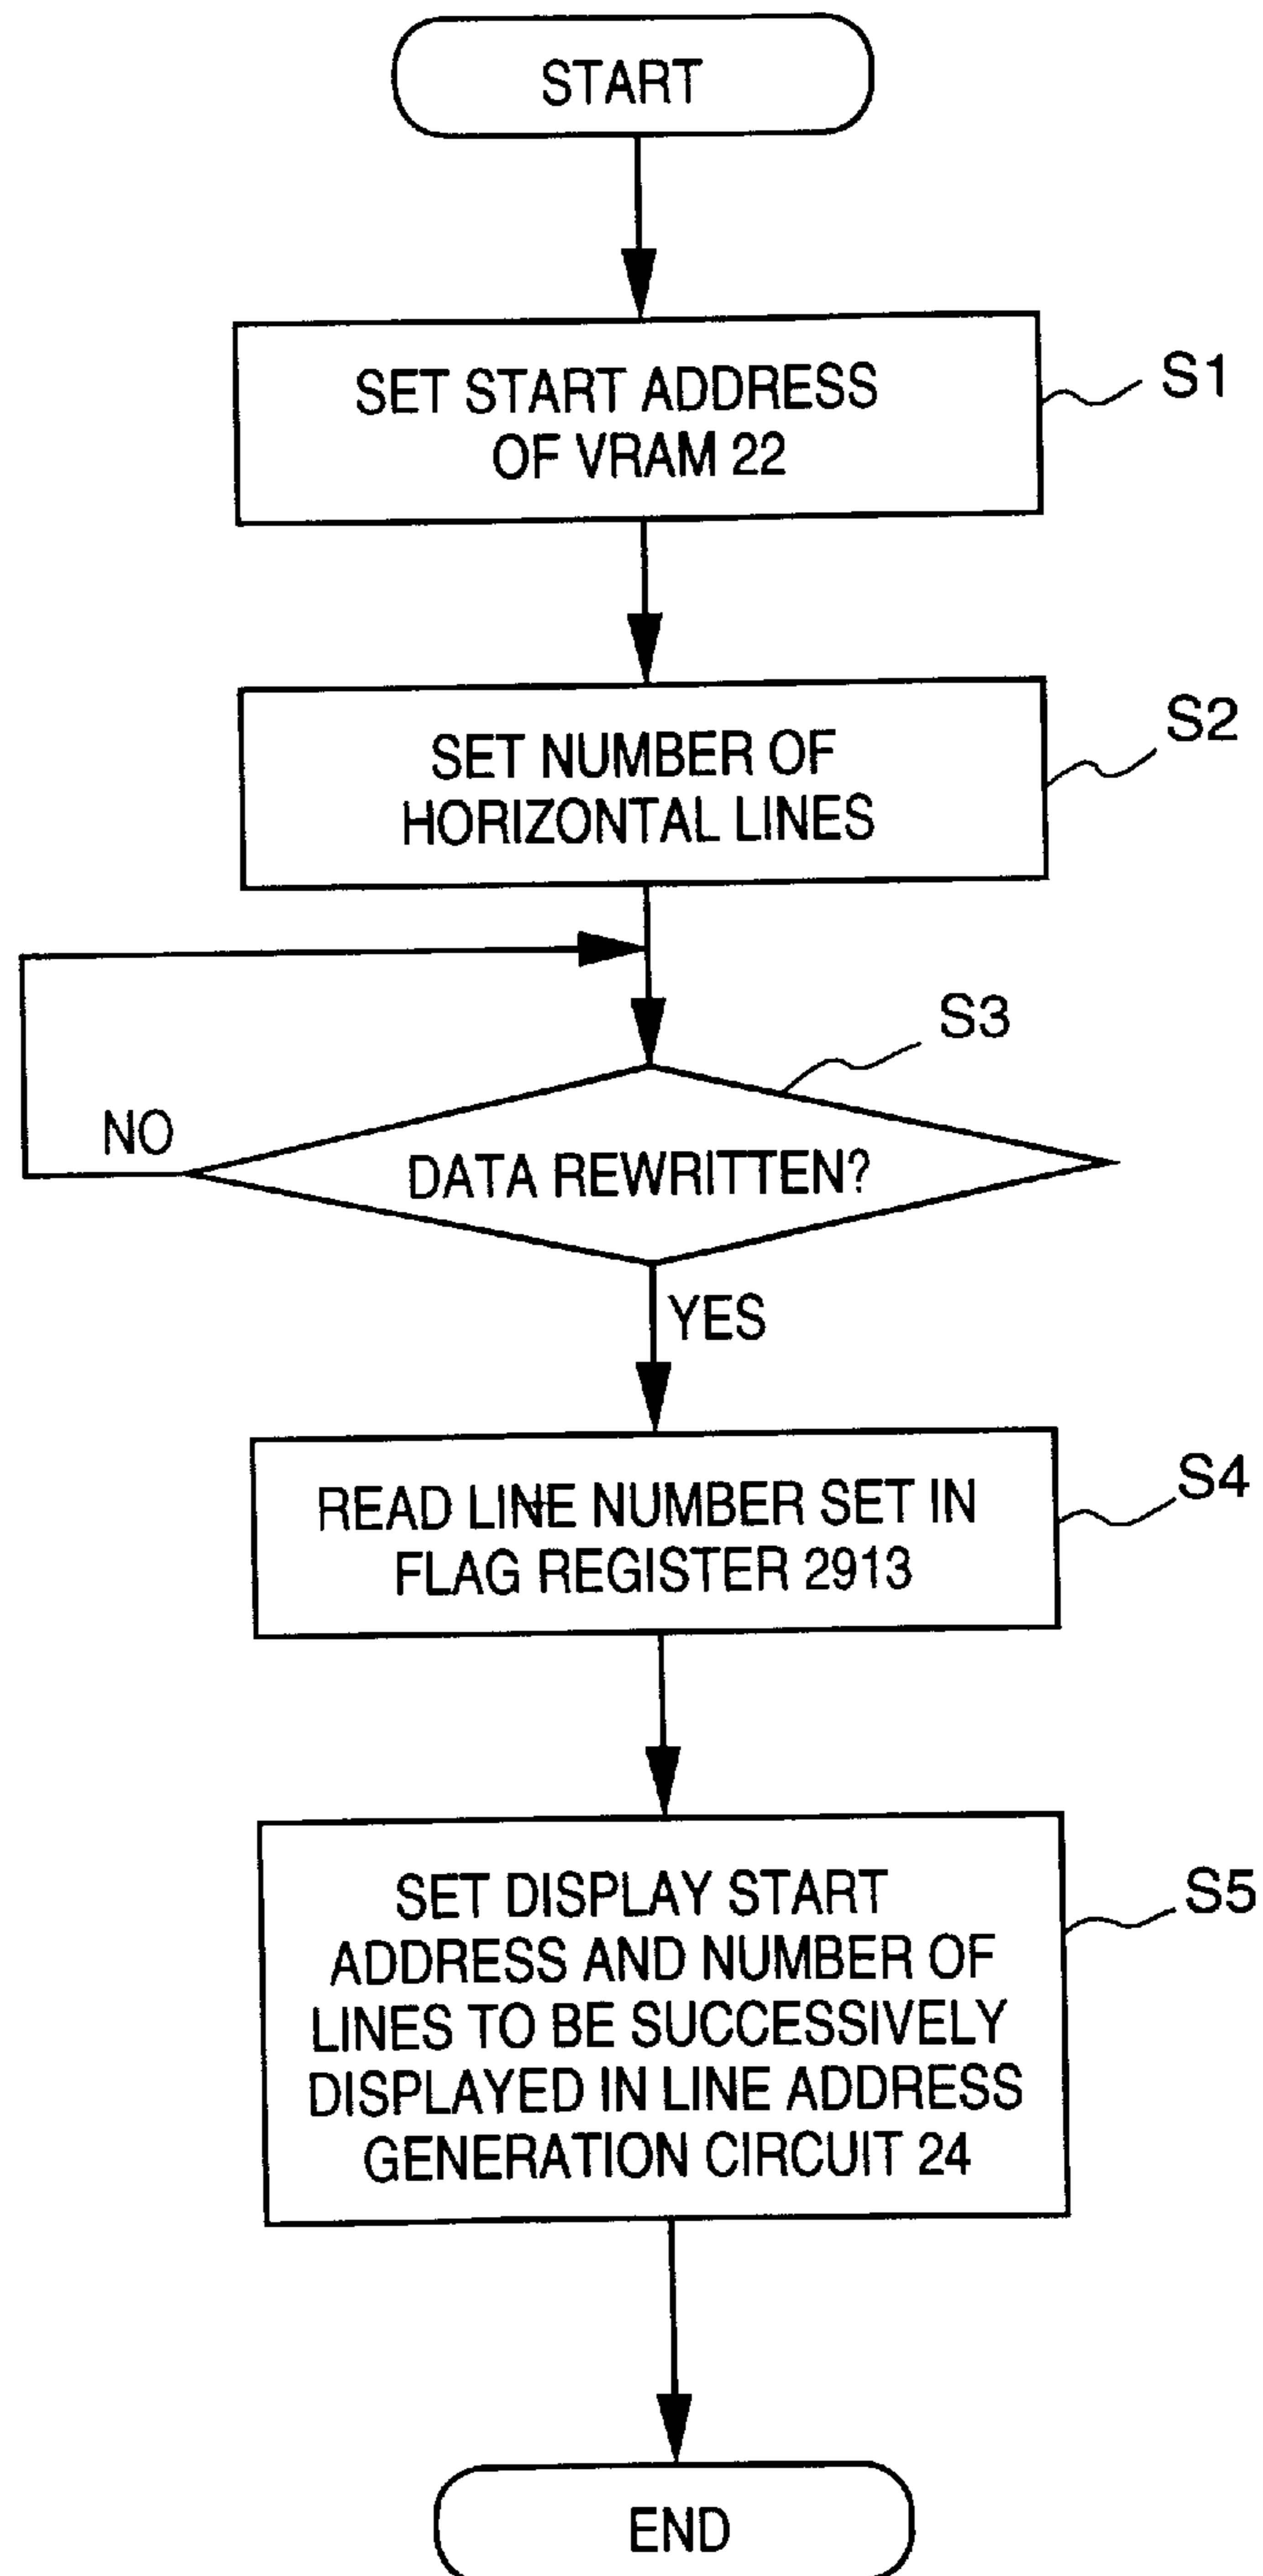 START
SET START ADDRESS
OF VRAM 22
S1
SET NUMBER OF
HORIZONTAL LINES
S2
S3
NO
DATA REWRITTEN?
YES
READ LINE NUMBER SET IN
FLAG REGISTER 2913
S4
SET DISPLAY START
ADDRESS AND NUMBER OF
LINES TO BE SUCCESSIVELY
DISPLAYED IN LINE ADDRESS
GENERATION CIRCUIT 24
S5
END